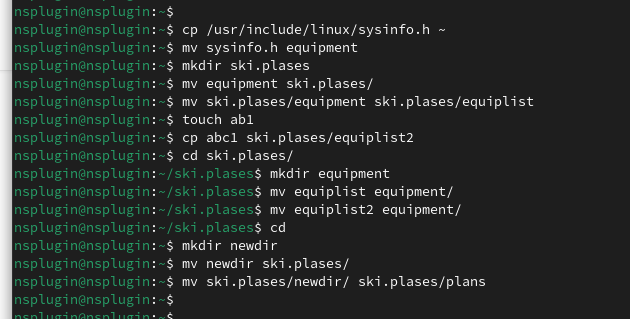 nsplugin@nsplugin:~$
nsplugin@nsplugin:~$ cp /usr/include/linux/sysinfo.h ~
nsplugin@nsplugin:~$ mv sysinfo.h equipment
nsplugin@nsplugin:~$ mkdir ski.plases
nsplugin@nsplugin:~$ mv equipment ski.plases/
nsplugin@nsplugin:~$ mv ski.plases/equipment ski.plases/equiplist
nsplugin@nsplugin:~$ touch ab1
nsplugin@nsplugin:~$ cp abc1 ski.plases/equiplist2
nsplugin@nsplugin:~$ cd ski.plases/
nsplugin@nsplugin:~/ski.plases$ mkdir equipment
nsplugin@nsplugin:~/ski.plases$ mv equiplist equipment/
nsplugin@nsplugin:~/ski.plases$ mv equiplist2 equipment/
nsplugin@nsplugin:~/ski.plases$ cd
nsplugin@nsplugin:~$ mkdir newdir
nsplugin@nsplugin:~$ mv newdir ski.plases/
nsplugin@nsplugin:~$ mv ski.plases/newdir/ ski.plases/plans
nsplugin@nsplugin:~$
nsplugin@nsplugin:~$